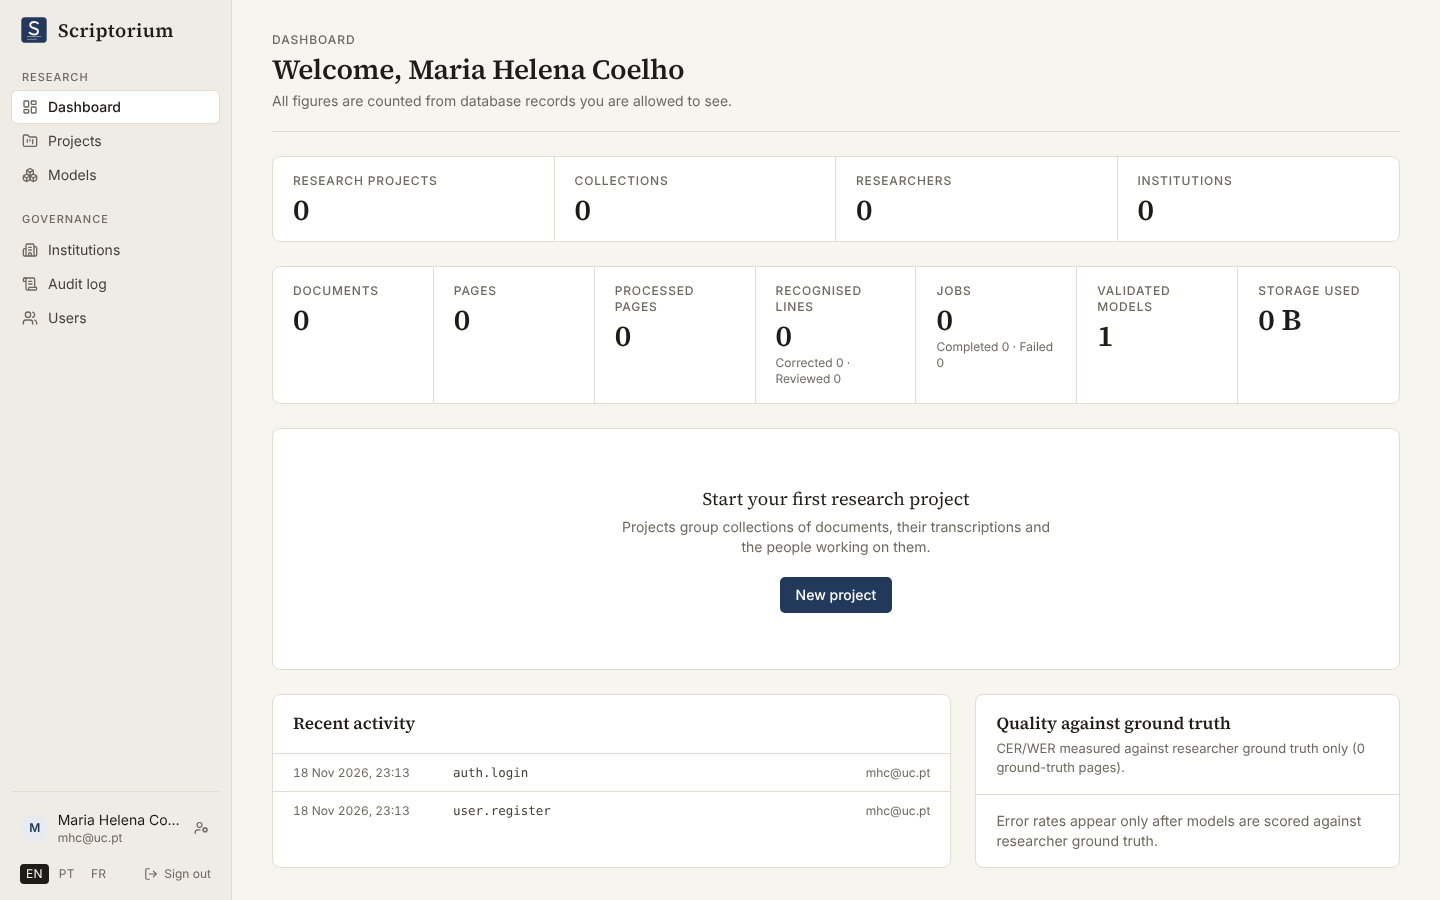 Scriptorium
RESEARCH
Dashboard
Projects
Models
GOVERNANCE
Institutions
Audit log
Users
Maria Helena Co...
mhc@uc.pt
EN PT FR Sign out
DASHBOARD
Welcome, Maria Helena Coelho
All figures are counted from database records you are allowed to see.
RESEARCH PROJECTS
0
COLLECTIONS
0
RESEARCHERS
0
INSTITUTIONS
0
DOCUMENTS
0
PAGES
0
PROCESSED
PAGES
0
RECOGNISED
LINES
0
Corrected 0 ·
Reviewed 0
JOBS
0
Completed 0 · Failed
0
VALIDATED
MODELS
1
STORAGE USED
0 B
Start your first research project
Projects group collections of documents, their transcriptions and
the people working on them.
New project
Recent activity
18 Nov 2026, 23:13 auth.login mhc@uc.pt
18 Nov 2026, 23:13 user.register mhc@uc.pt
Quality against ground truth
CER/WER measured against researcher ground truth only (0
ground-truth pages).
Error rates appear only after models are scored against
researcher ground truth.